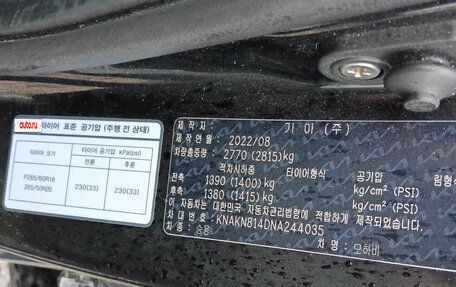 auto.ru
타이어 표준 공기압 (주행 전 상태)
타이어 크기
타이어 공기압 kPa(psi)
전륜 후륜
P265/60R18
265/50R20
230(33) 230(33)
제 작 자 : 기 아 (주)
제 작 연 월 : 2022/08
차량총중량 : 2770 (2815)kg
적차시하중 타이어형식 공기압 림형식
전축 : 1390 (1400) kg/cm² (PSI)
후축 : 1380 (1415) kg kg/cm² (PSI)
이 자동차는 대한민국 자동차관리법령에 적합하게 제작되었습니다.
차 대 번 호 : KNAKN814DNA244035
차 종 : 승용 차 명 : 모하비